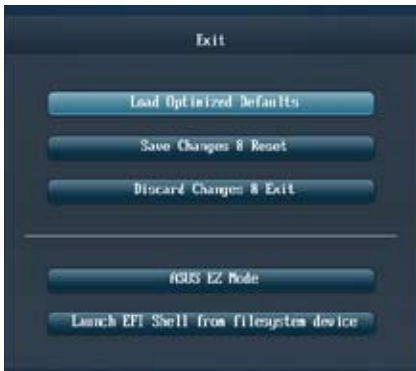 Exit
Load Optimized Defaults
Save Changes & Reset
Discard Changes & Exit
ASUS EZ Mode
Launch EFI Shell from filesystem device